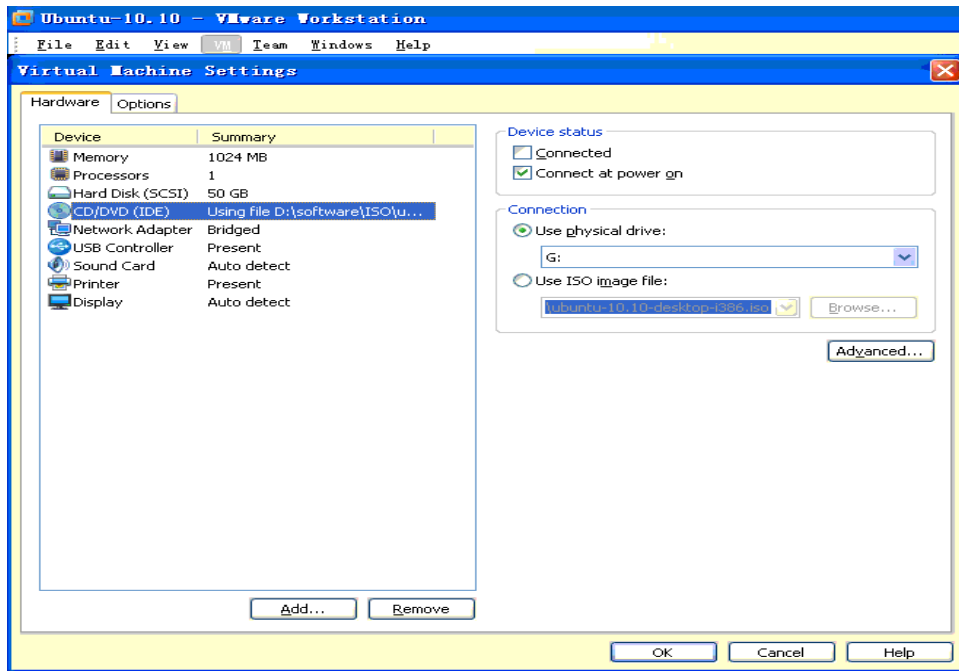 Ubuntu-10.10 - VMware Workstation
File Edit View VM Team Windows Help
Virtual Machine Settings
Hardware Options
Device Summary
Memory 1024 MB
Processors 1
Hard Disk (SCSI) 50 GB
CD/DVD (IDE) Using file D:\software\ISO\u...
Network Adapter Bridged
USB Controller Present
Sound Card Auto detect
Printer Present
Display Auto detect
Add... Remove
Device status
Connected
Connect at power on
Connection
Use physical drive:
G:
Use ISO image file:
\ubuntu-10.10-desktop-i386.iso Browse...
Advanced...
OK Cancel Help